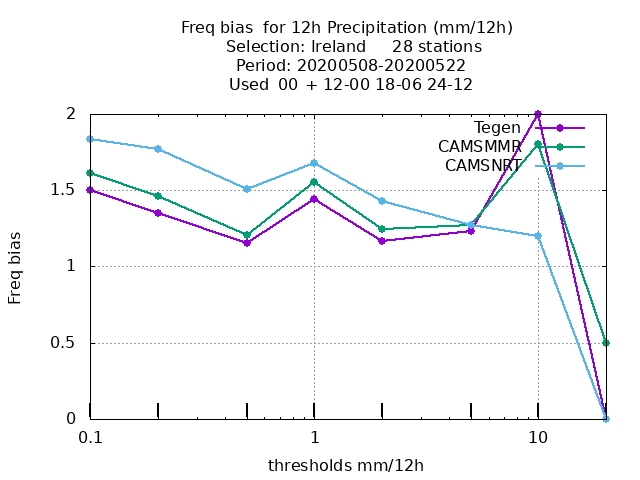 Freq bias  for 12h Precipitation (mm/12h)
Selection: Ireland     28 stations
Period: 20200508-20200522
Used  00 + 12-00 18-06 24-12
Tegen
CAMSMMR
CAMSNRT
2
1.5
1
0.5
0
Freq bias
0.1
1
10
thresholds mm/12h